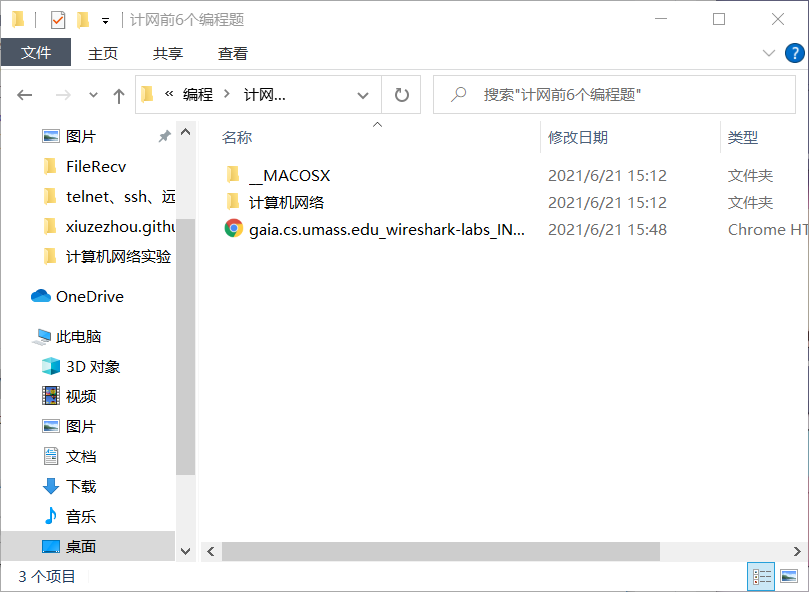 计网前6个编程题
文件 主页 共享 查看
« 编程 › 计网... 搜索"计网前6个编程题"
名称 修改日期 类型
图片
FileRecv
telnet、ssh、远
xiuzezhou.githu
计算机网络实验
OneDrive
此电脑
3D 对象
视频
图片
文档
下载
音乐
桌面
__MACOSX 2021/6/21 15:12 文件夹
计算机网络 2021/6/21 15:12 文件夹
gaia.cs.umass.edu_wireshark-labs_IN... 2021/6/21 15:48 Chrome HT
3 个项目